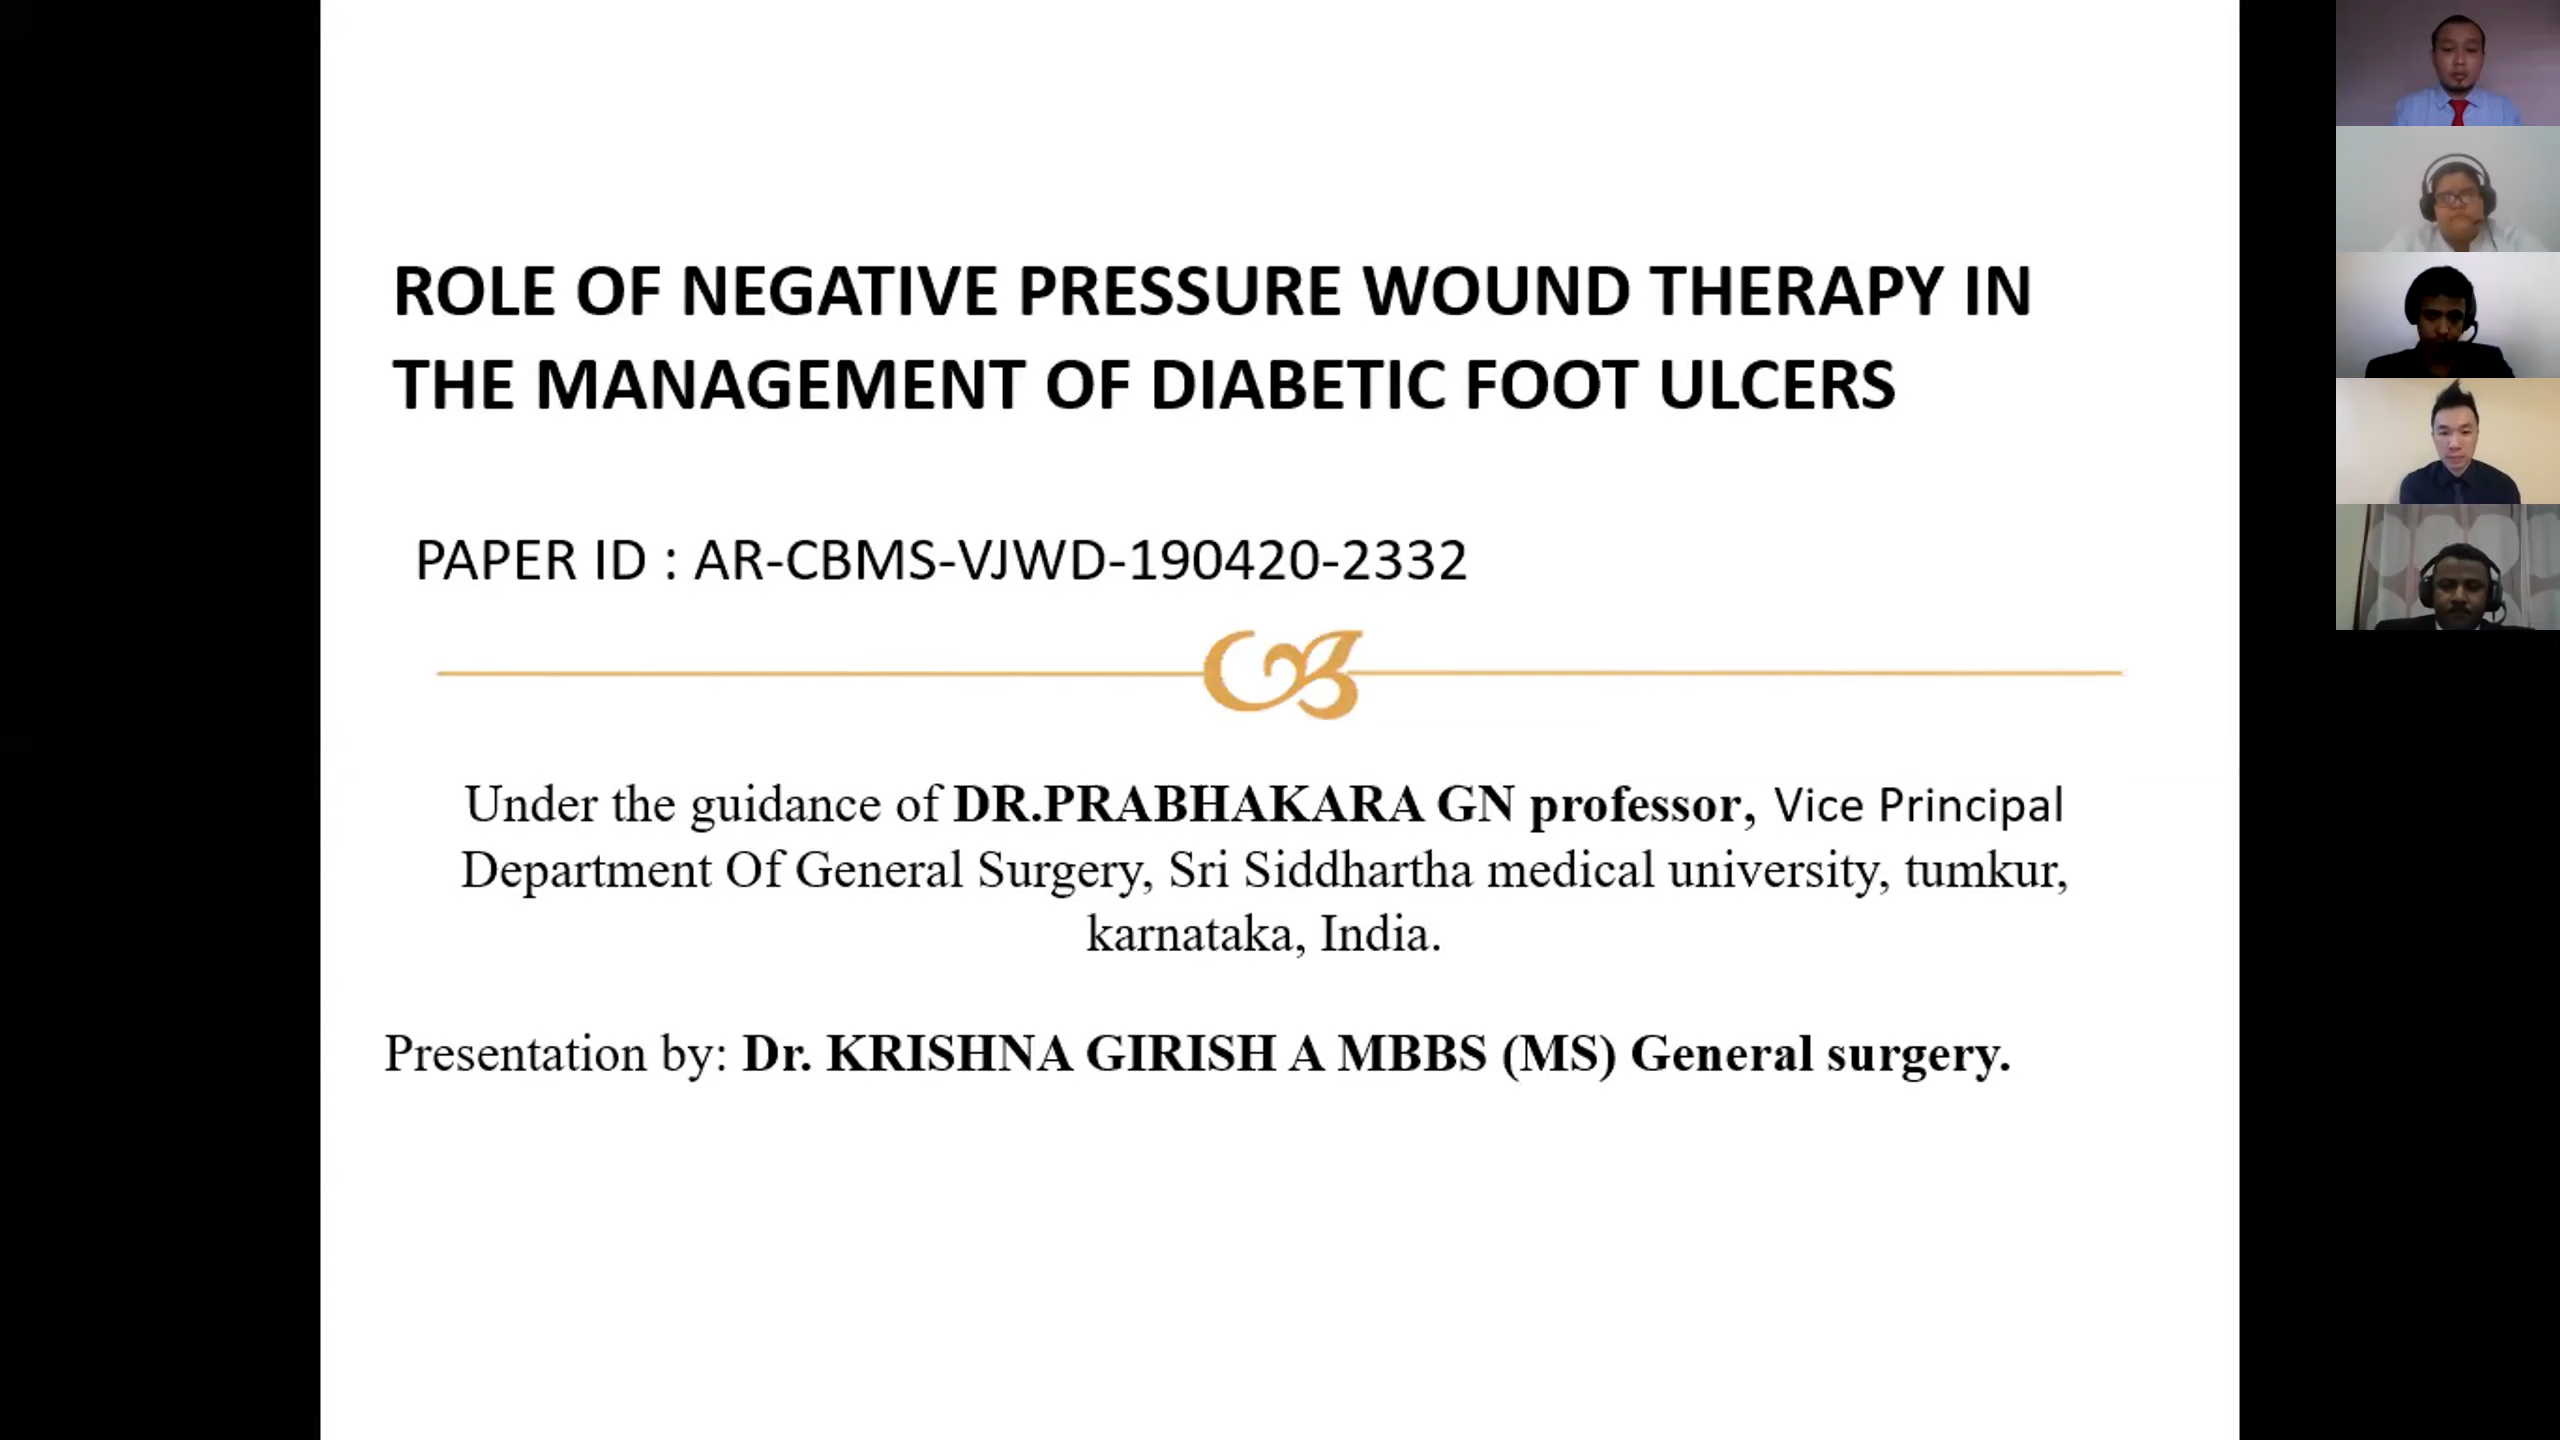 ROLE OF NEGATIVE PRESSURE WOUND THERAPY IN
THE MANAGEMENT OF DIABETIC FOOT ULCERS
PAPER ID : AR-CBMS-VJWD-190420-2332
Under the guidance of DR.PRABHAKARA GN professor, Vice Principal
Department Of General Surgery, Sri Siddhartha medical university, tumkur,
karnataka, India.
Presentation by: Dr. KRISHNA GIRISH A MBBS (MS) General surgery.